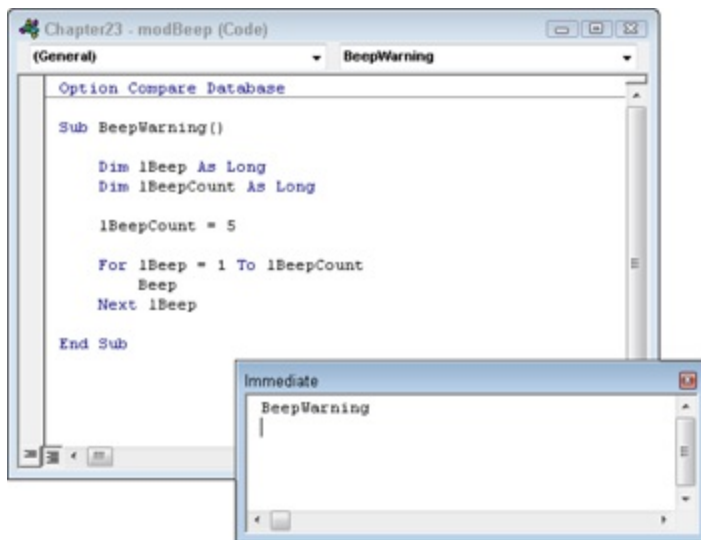 Chapter23 - modBeep (Code)
(General) BeepWarning
Option Compare Database
Sub BeepWarning()
Dim lBeep As Long
Dim lBeepCount As Long
lBeepCount = 5
For lBeep = 1 To lBeepCount
Beep
Next lBeep
End Sub
Immediate
BeepWarning